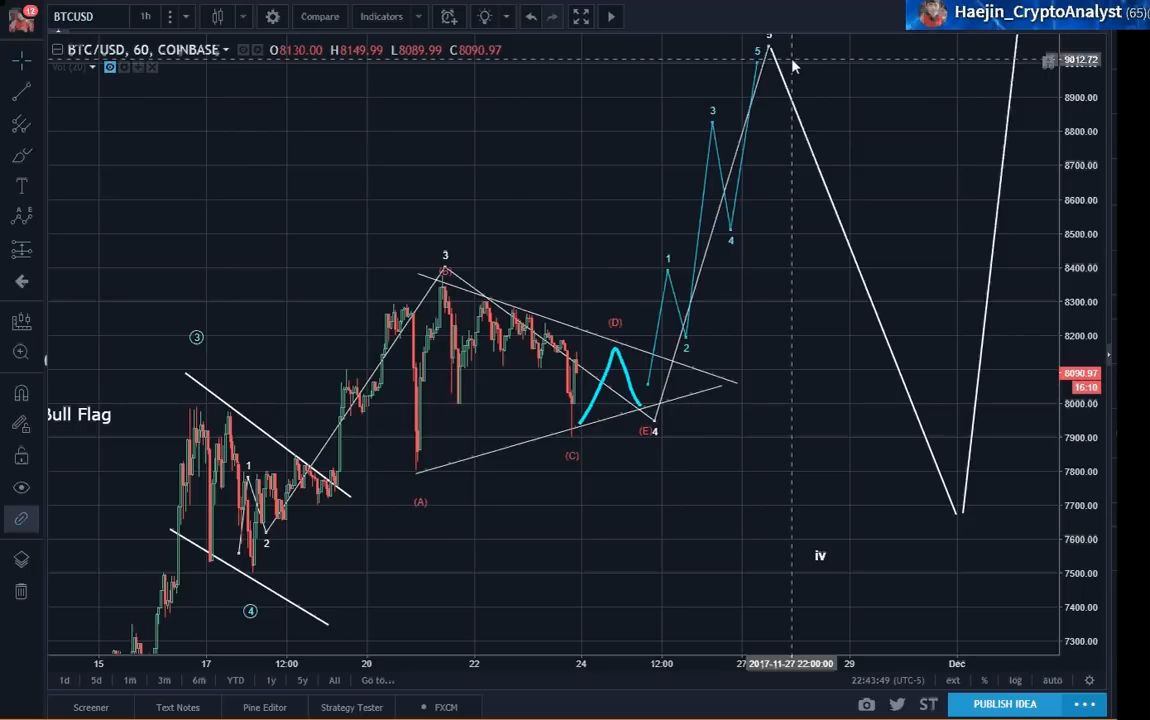 12
BTCUSD 1h Compare Indicators Haejin_CryptoAnalyst (65)
BTC/USD, 60, COINBASE O8130.00 H8149.99 L8089.99 C8090.97
Vol (20)
5
5
9012.72
8900.00
3
8800.00
8700.00
8600.00
4
8500.00
3
(B)
1
8400.00
8300.00
(D)
3
8200.00
2
8090.97
16:10
Bull Flag
8000.00
(E)4
7900.00
(C)
1
7800.00
(A)
7700.00
2
7600.00
iv
7500.00
4
7400.00
7300.00
15 17 12:00 20 22 24 12:00 27 2017-11-27 22:00:00 29 Dec
1d 5d 1m 3m 6m YTD 1y 5y All Go to... 22:43:49 (UTC-5) ext % log auto
Screener Text Notes Pine Editor Strategy Tester FXCM ST PUBLISH IDEA